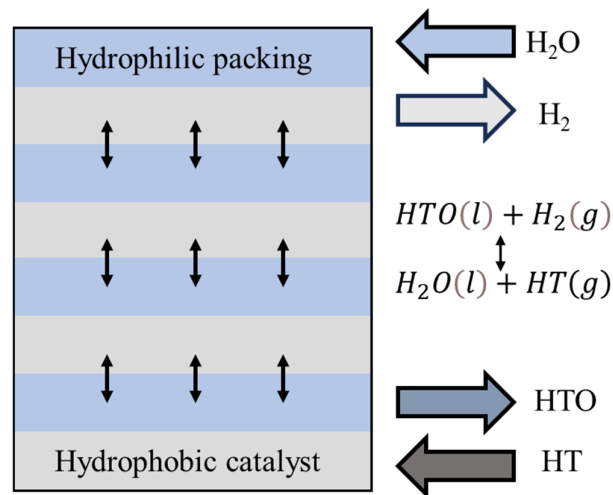 Hydrophilic packing
H₂O
H₂
HTO(l) + H₂(g)
H₂O(l) + HT(g)
HTO
Hydrophobic catalyst
HT